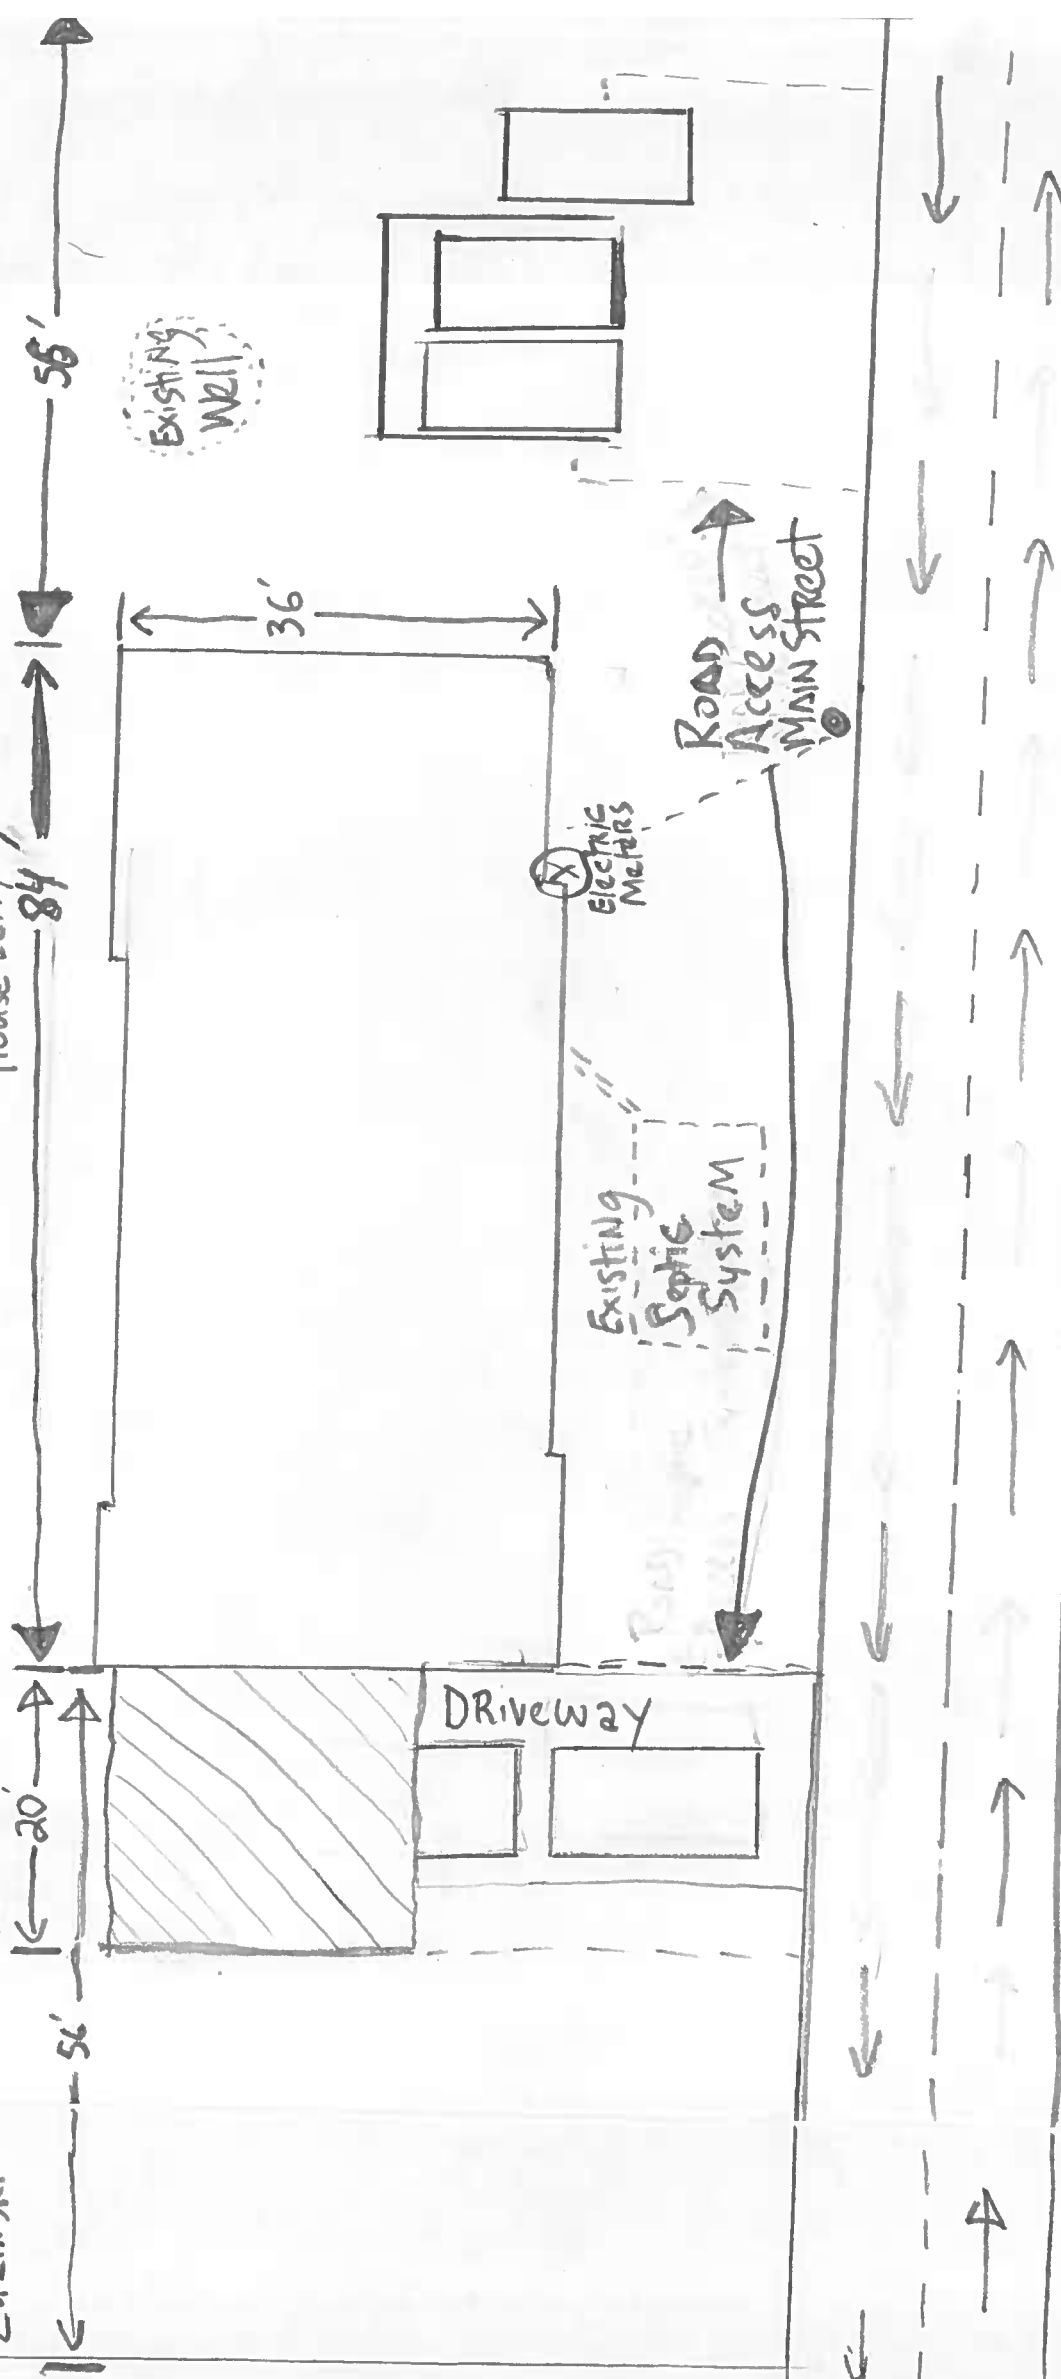 56'
Existing
Well
84'
House
36'
ROAD
Access
MAIN Street
X
Electric
Meters
Existing
Septic
System
DRiveway
20'
56'